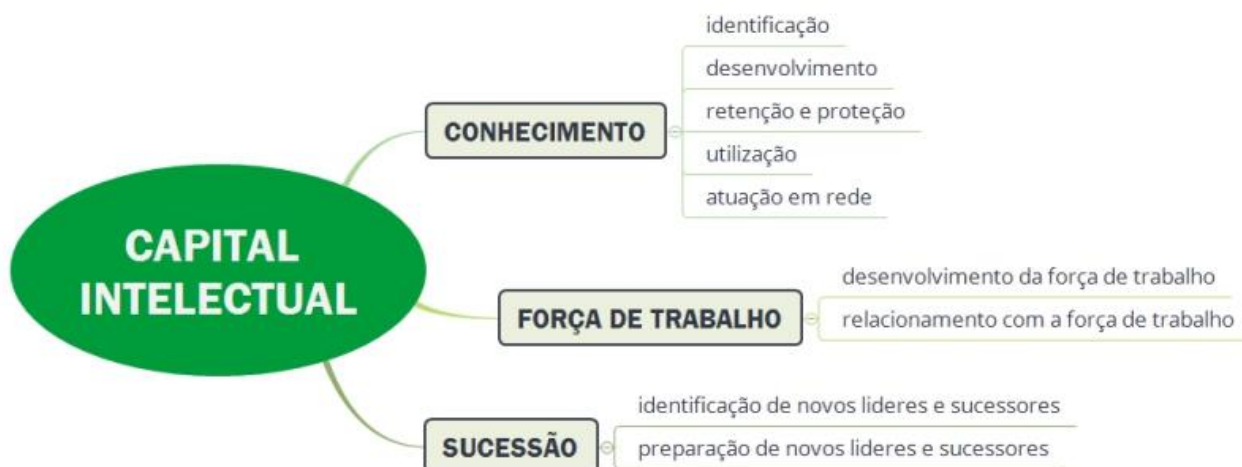 CAPITAL
INTELECTUAL
CONHECIMENTO
identificação
desenvolvimento
retenção e proteção
utilização
atuação em rede
FORÇA DE TRABALHO
desenvolvimento da força de trabalho
relacionamento com a força de trabalho
SUCESSÃO
identificação de novos lideres e sucessores
preparação de novos lideres e sucessores